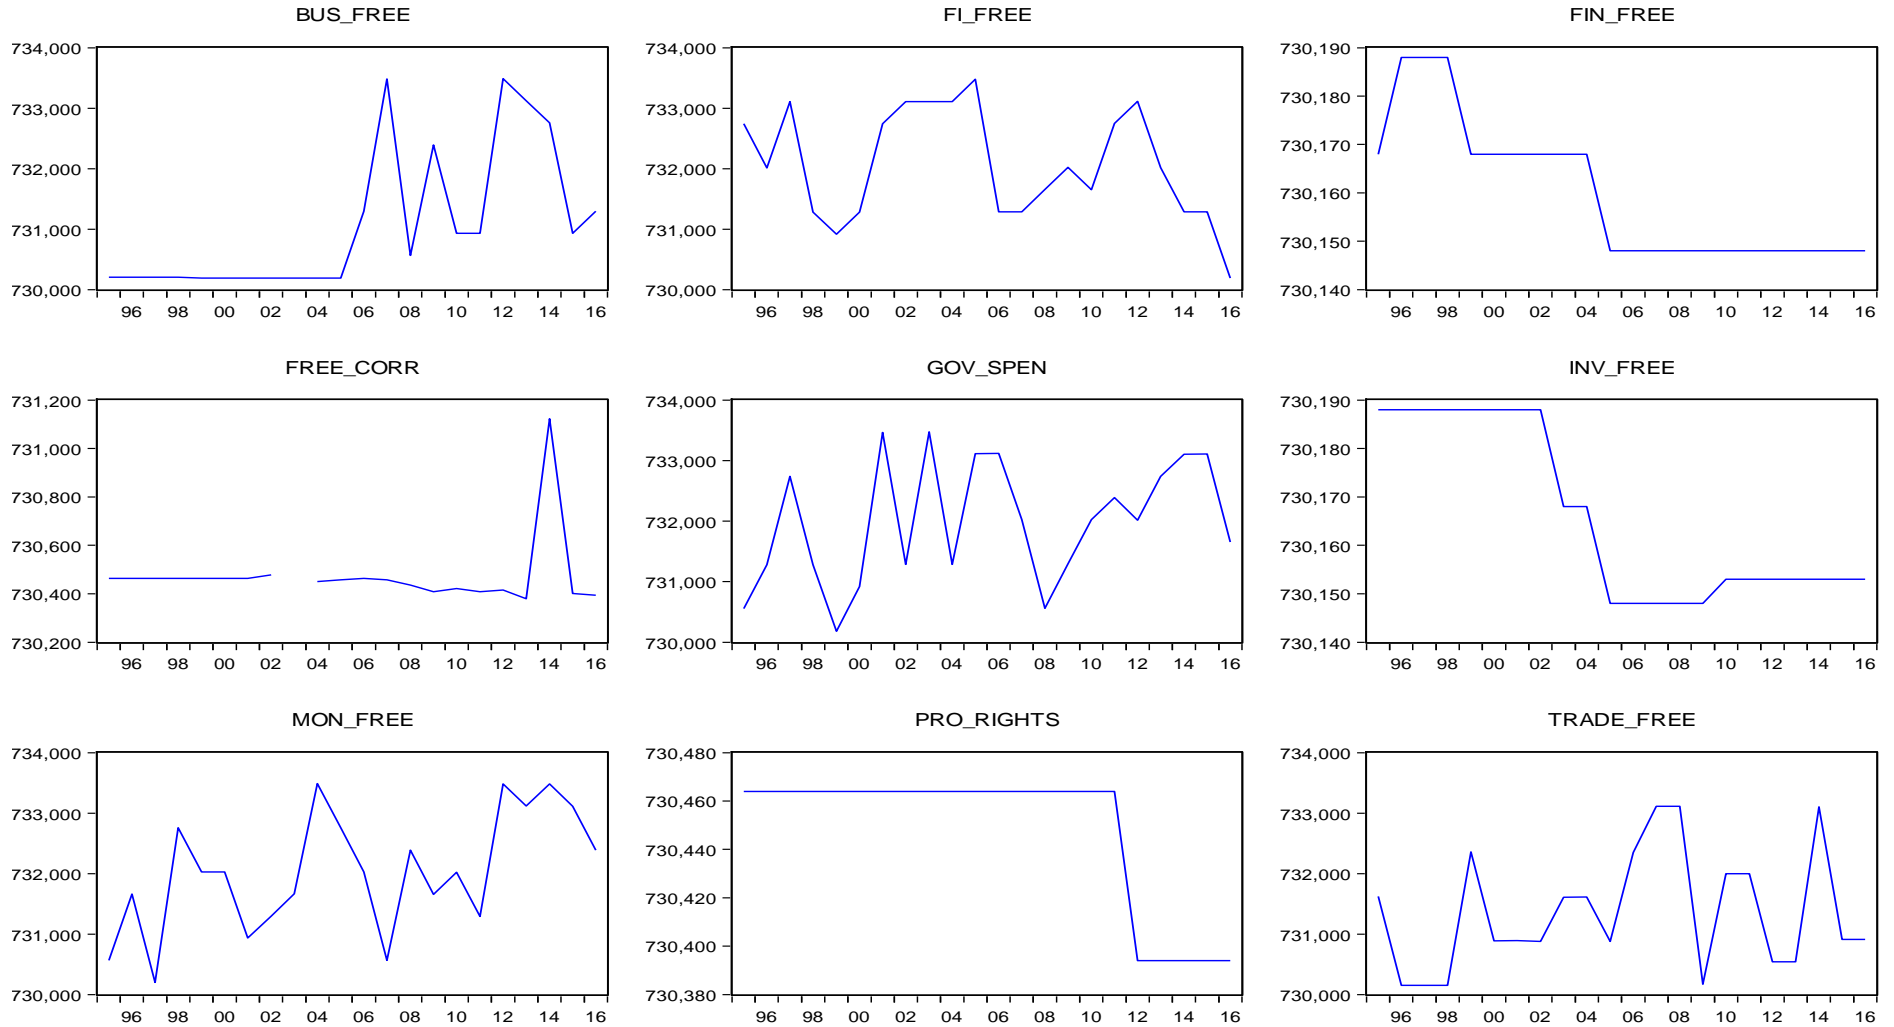 BUS_FREE
734,000
733,000
732,000
731,000
730,000
96 98 00 02 04 06 08 10 12 14 16
FI_FREE
734,000
733,000
732,000
731,000
730,000
96 98 00 02 04 06 08 10 12 14 16
FIN_FREE
730,190
730,180
730,170
730,160
730,150
730,140
96 98 00 02 04 06 08 10 12 14 16
FREE_CORR
731,200
731,000
730,800
730,600
730,400
730,200
96 98 00 02 04 06 08 10 12 14 16
GOV_SPEN
734,000
733,000
732,000
731,000
730,000
96 98 00 02 04 06 08 10 12 14 16
INV_FREE
730,190
730,180
730,170
730,160
730,150
730,140
96 98 00 02 04 06 08 10 12 14 16
MON_FREE
734,000
733,000
732,000
731,000
730,000
96 98 00 02 04 06 08 10 12 14 16
PRO_RIGHTS
730,480
730,460
730,440
730,420
730,400
730,380
96 98 00 02 04 06 08 10 12 14 16
TRADE_FREE
734,000
733,000
732,000
731,000
730,000
96 98 00 02 04 06 08 10 12 14 16